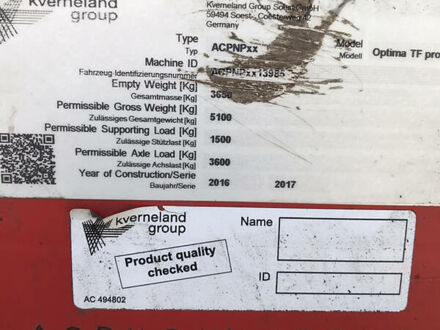 kverneland
group
Kverneland Group Soest GmbH
59494 Soest - Coesterweg 42
Germany
Type ACPNPxx Model Optima TF pro
Typ Modell
Machine ID
Fahrzeug-Identifizierungsnummer
Empty Weight [Kg]
Gesamtmasse [Kg] 3650
Permissible Gross Weight [Kg]
Zulässiges Gesamtgewicht [kg] 5100
Permissible Supporting Load [Kg]
Zulässige Stützlast [kg] 1500
Permissible Axle Load [Kg]
Zulässige Achslast [kg] 3600
Year of Construction/Serie
Baujahr/Serie 2016 2017
kverneland
group
Name
Product quality
checked
ID
AC 494802